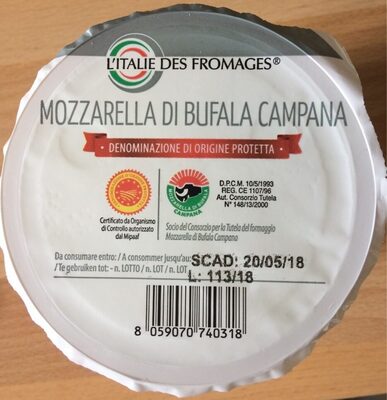 L'ITALIE DES FROMAGES®
MOZZARELLA DI BUFALA CAMPANA
DENOMINAZIONE DI ORIGINE PROTETTA
Certificato da Organismo
di Controllo autorizzato
dal Mipaaf
MOZZARELLA DI BUFALA
CAMPANA
D.P.C.M. 10/5/1993
REG. CE 1107/96
Aut. Consorzio Tutela
N° 148/13/2000
Socio del Consorzio per la Tutela del formaggio
Mozzarella di Bufala Campana
Da consumare entro: / A consommer jusqu'au: SCAD: 20/05/18
/Te gebruiken tot: - n. LOTTO / n. LOT / n. LOT L: 113/18
8 059070 740318